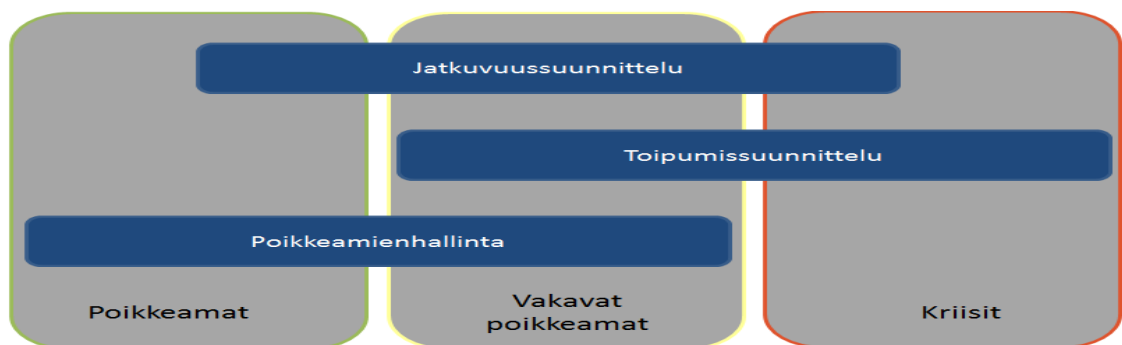 Jatkuvuussuunnittelu
Toipumissuunnittelu
Poikkeamienhallinta
Poikkeamat
Vakavat
poikkeamat
Kriisit